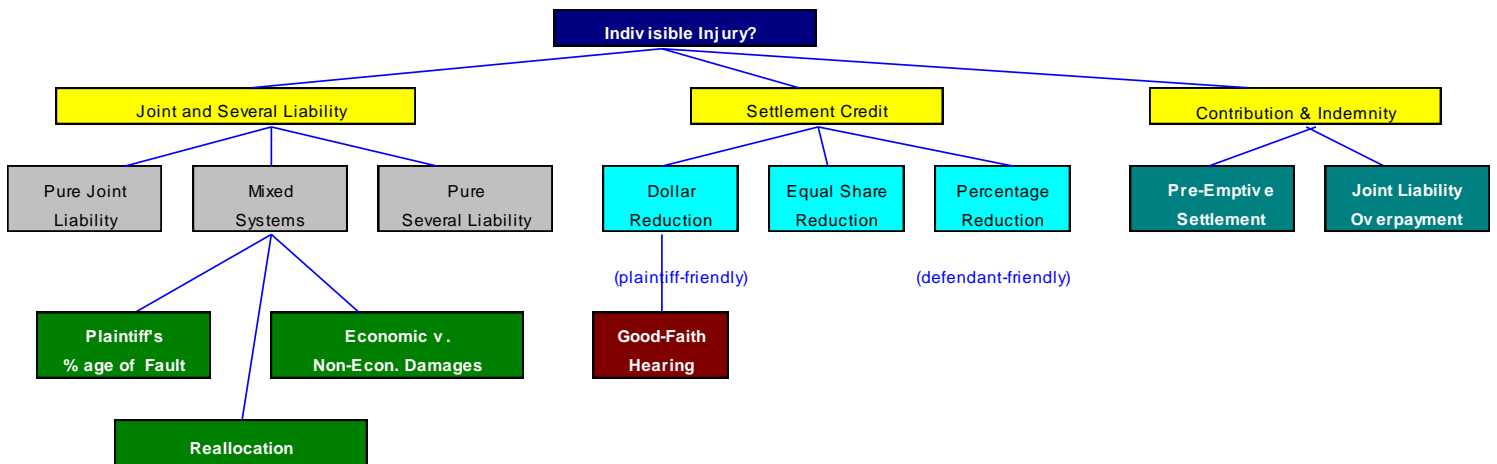 Indivisible Injury?
Joint and Several Liability
Settlement Credit
Contribution & Indemnity
Pure Joint
Liability
Mixed
Systems
Pure
Several Liability
Dollar
Reduction
Equal Share
Reduction
Percentage
Reduction
Pre-Emptive
Settlement
Joint Liability
Overpayment
(plaintiff-friendly)
(defendant-friendly)
Plaintiff's
%age of Fault
Economic v.
Non-Econ. Damages
Good-Faith
Hearing
Reallocation